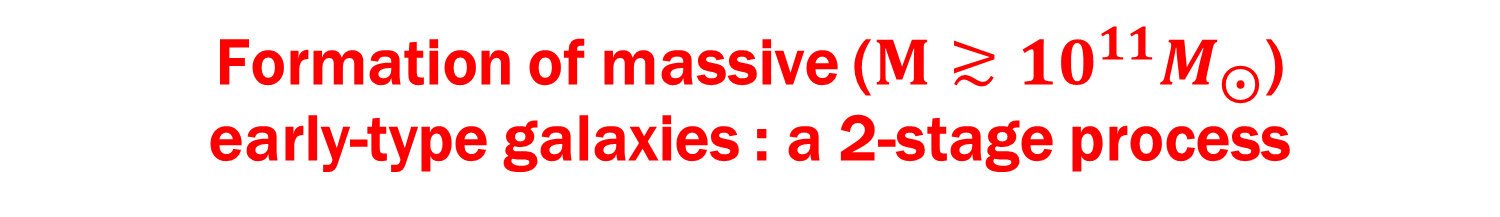 Formation of massive (M ≳ 10¹¹M☉)
early-type galaxies : a 2-stage process